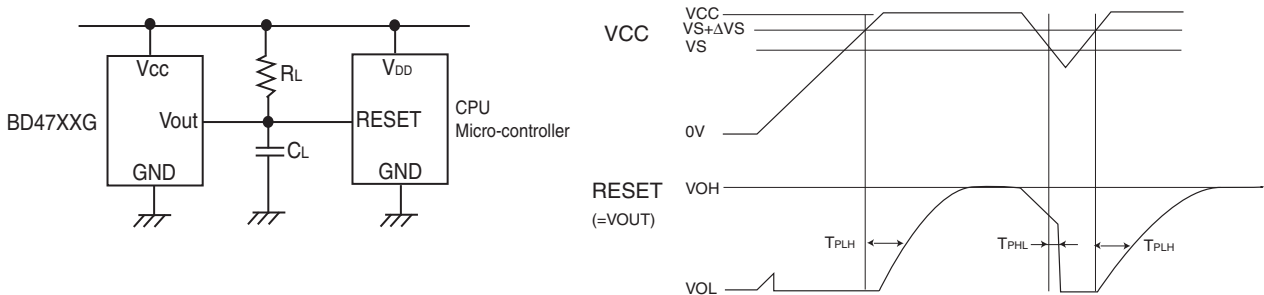 BD47XXG
Vcc
Vout
GND
RL
CL
VDD
RESET
GND
CPU
Micro-controller
VCC
VCC
VS+ΔVS
VS
0V
RESET
(=VOUT)
VOH
TPLH
TPHL
TPLH
VOL